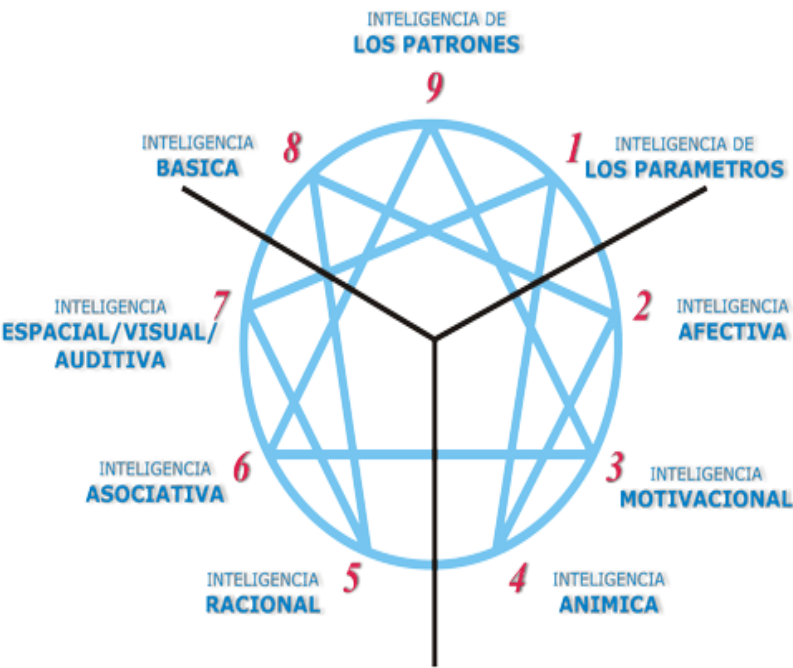 INTELIGENCIA DE
LOS PATRONES
9
INTELIGENCIA
BASICA
8
1
INTELIGENCIA DE
LOS PARAMETROS
INTELIGENCIA
ESPACIAL/VISUAL/
AUDITIVA
7
2
INTELIGENCIA
AFECTIVA
INTELIGENCIA
ASOCIATIVA
6
3
INTELIGENCIA
MOTIVACIONAL
INTELIGENCIA
RACIONAL
5
4
INTELIGENCIA
ANIMICA